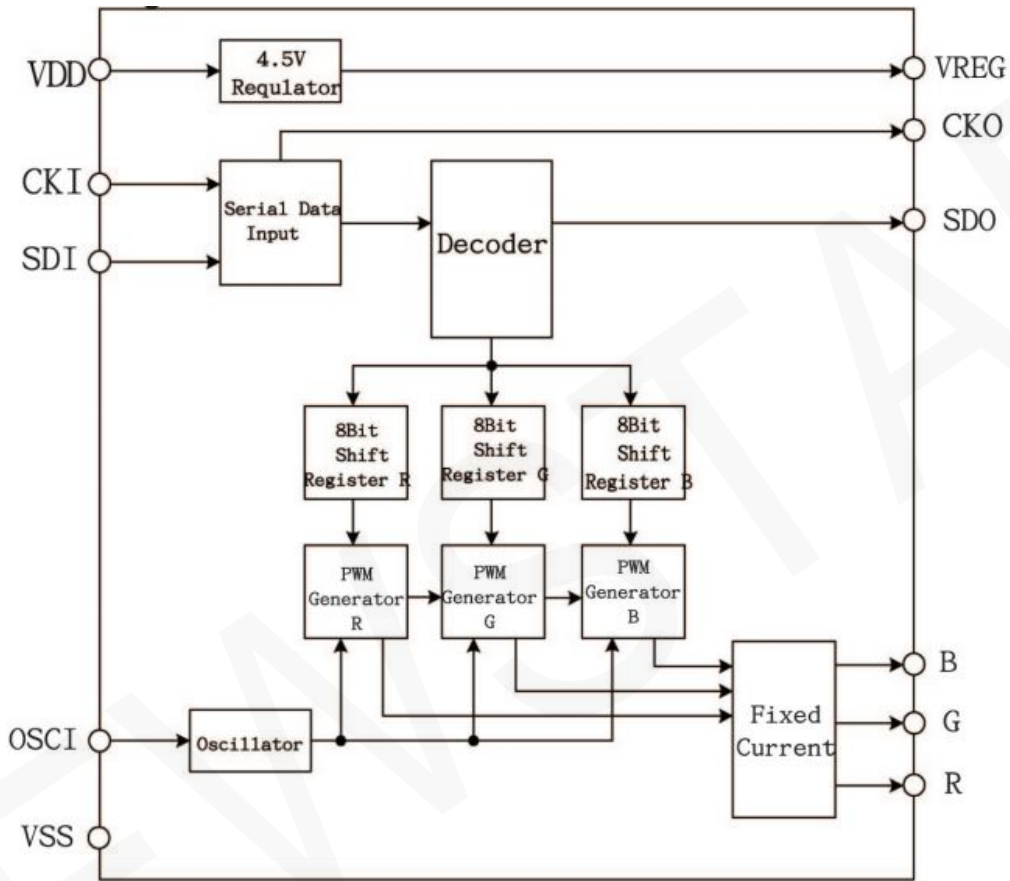 4.5V
Requlator
VDD
VREG
CKO
CKI
SDI
Serial Data
Input
Decoder
SDO
8Bit
Shift
Register R
8Bit
Shift
Register G
8Bit
Shift
Register B
PWM
Generator
R
PWM
Generator
G
PWM
Generator
B
Fixed
Current
B
G
R
OSCI
Oscillator
VSS